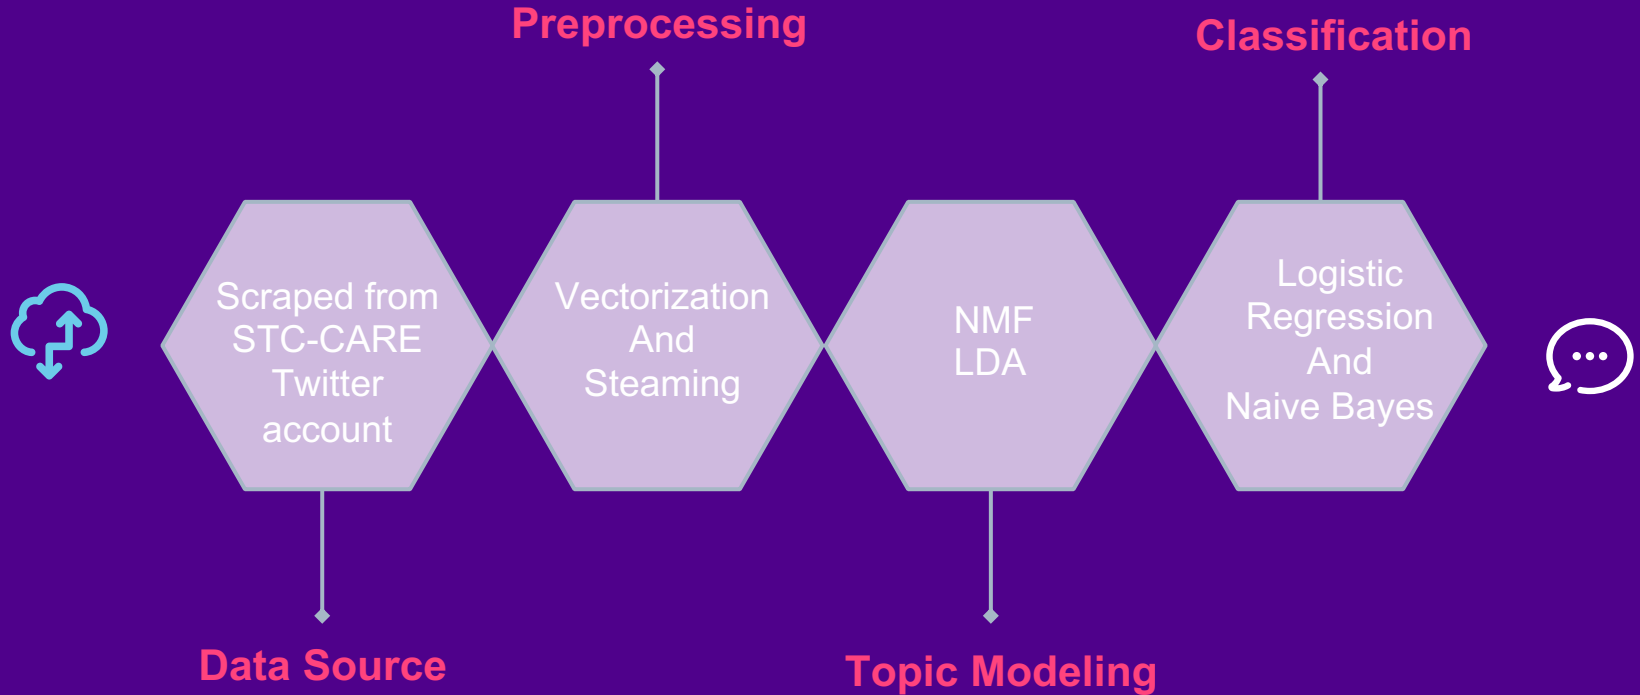 Preprocessing
Classification
Scraped from
STC-CARE
Twitter
account
Vectorization
And
Steaming
NMF
LDA
Logistic
Regression
And
Naive Bayes
Data Source
Topic Modeling